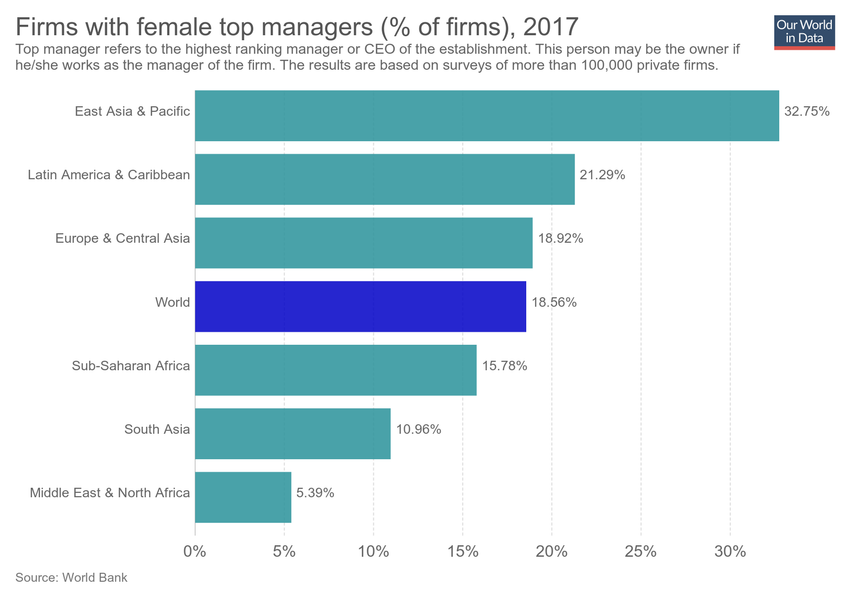 Firms with female top managers (% of firms), 2017
Our World
in Data
Top manager refers to the highest ranking manager or CEO of the establishment. This person may be the owner if
he/she works as the manager of the firm. The results are based on surveys of more than 100,000 private firms.
East Asia & Pacific 32.75%
Latin America & Caribbean 21.29%
Europe & Central Asia 18.92%
World 18.56%
Sub-Saharan Africa 15.78%
South Asia 10.96%
Middle East & North Africa 5.39%
0% 5% 10% 15% 20% 25% 30%
Source: World Bank